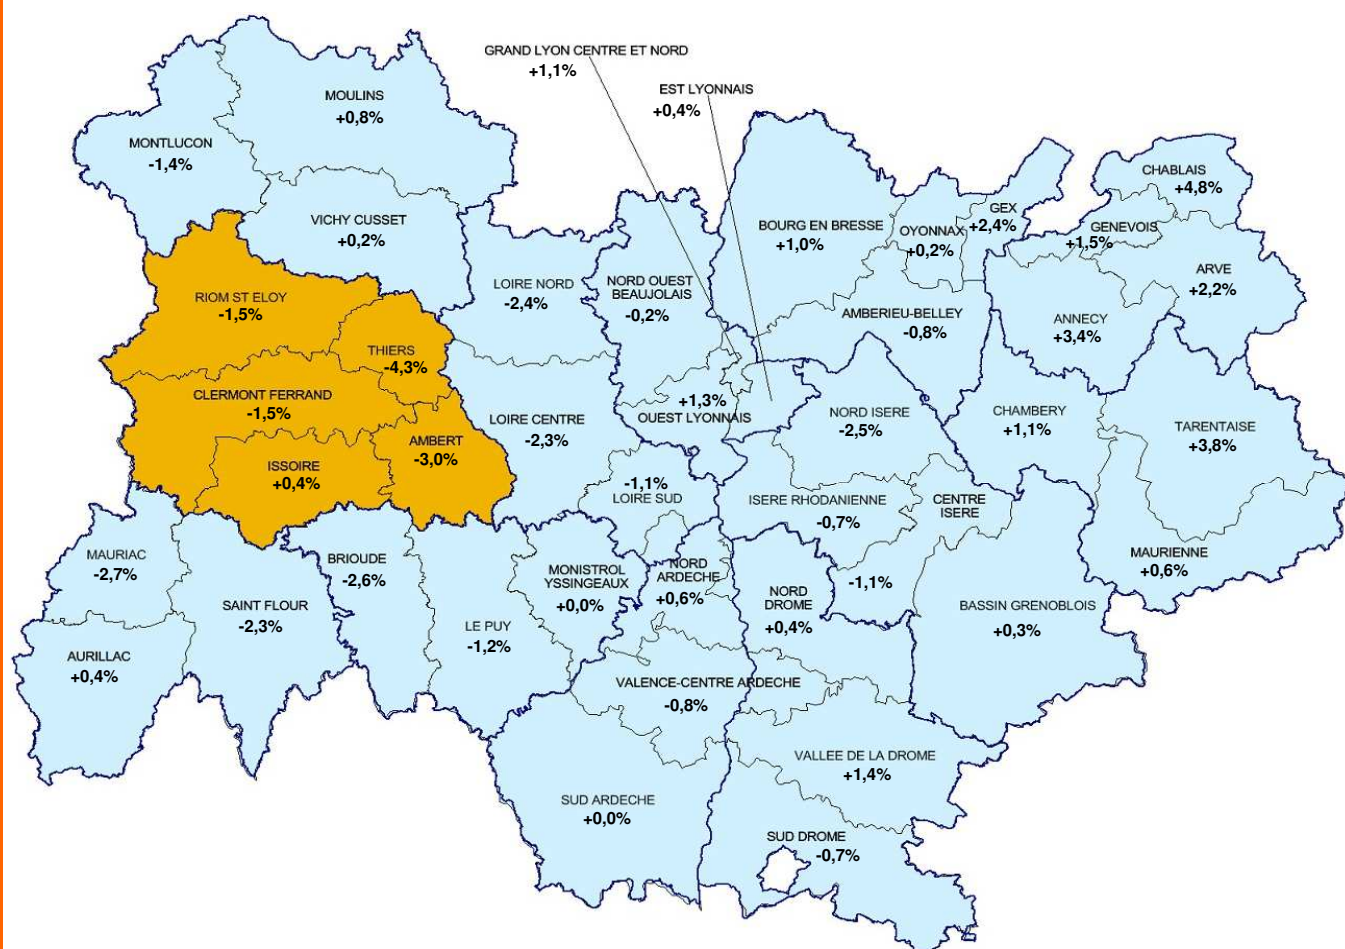 GRAND LYON CENTRE ET NORD
+1,1%
EST LYONNAIS
+0,4%
MOULINS
+0,8%
MONTLUCON
-1,4%
VICHY CUSSET
+0,2%
CHABLAIS
+4,8%
GEX
+2,4%
BOURG EN BRESSE
+1,0%
OYONNAX
+0,2%
GENEVOIS
+1,5%
ARVE
+2,2%
RIOM ST ELOY
-1,5%
LOIRE NORD
-2,4%
NORD OUEST
BEAUJOLAIS
-0,2%
AMBERIEU-BELLEY
-0,8%
ANNECY
+3,4%
THIERS
-4,3%
CLERMONT FERRAND
-1,5%
+1,3%
OUEST LYONNAIS
LOIRE CENTRE
-2,3%
NORD ISERE
-2,5%
CHAMBERY
+1,1%
TARENTAISE
+3,8%
AMBERT
-3,0%
ISSOIRE
+0,4%
-1,1%
LOIRE SUD
ISERE RHODANIENNE
-0,7%
CENTRE
ISERE
-1,1%
MAURIAC
-2,7%
BRIOUDE
-2,6%
MONISTROL
YSSINGEAUX
+0,0%
NORD
ARDECHE
+0,6%
NORD
DROME
+0,4%
MAURIENNE
+0,6%
SAINT FLOUR
-2,3%
LE PUY
-1,2%
BASSIN GRENOBLOIS
+0,3%
AURILLAC
+0,4%
VALENCE-CENTRE ARDECHE
-0,8%
VALLEE DE LA DROME
+1,4%
SUD ARDECHE
+0,0%
SUD DROME
-0,7%